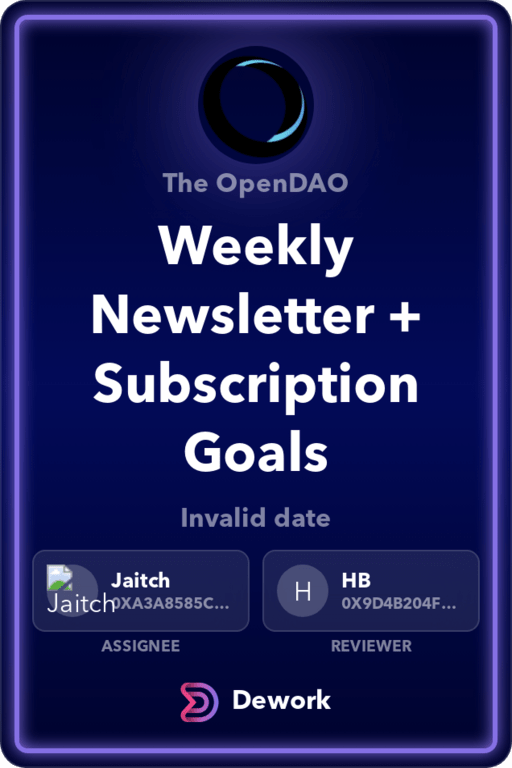 The OpenDAO
Weekly
Newsletter +
Subscription
Goals
Invalid date
Jaitch
Jaitch
0XA3A8585C...
H
HB
0X9D4B204F...
ASSIGNEE
REVIEWER
Dework